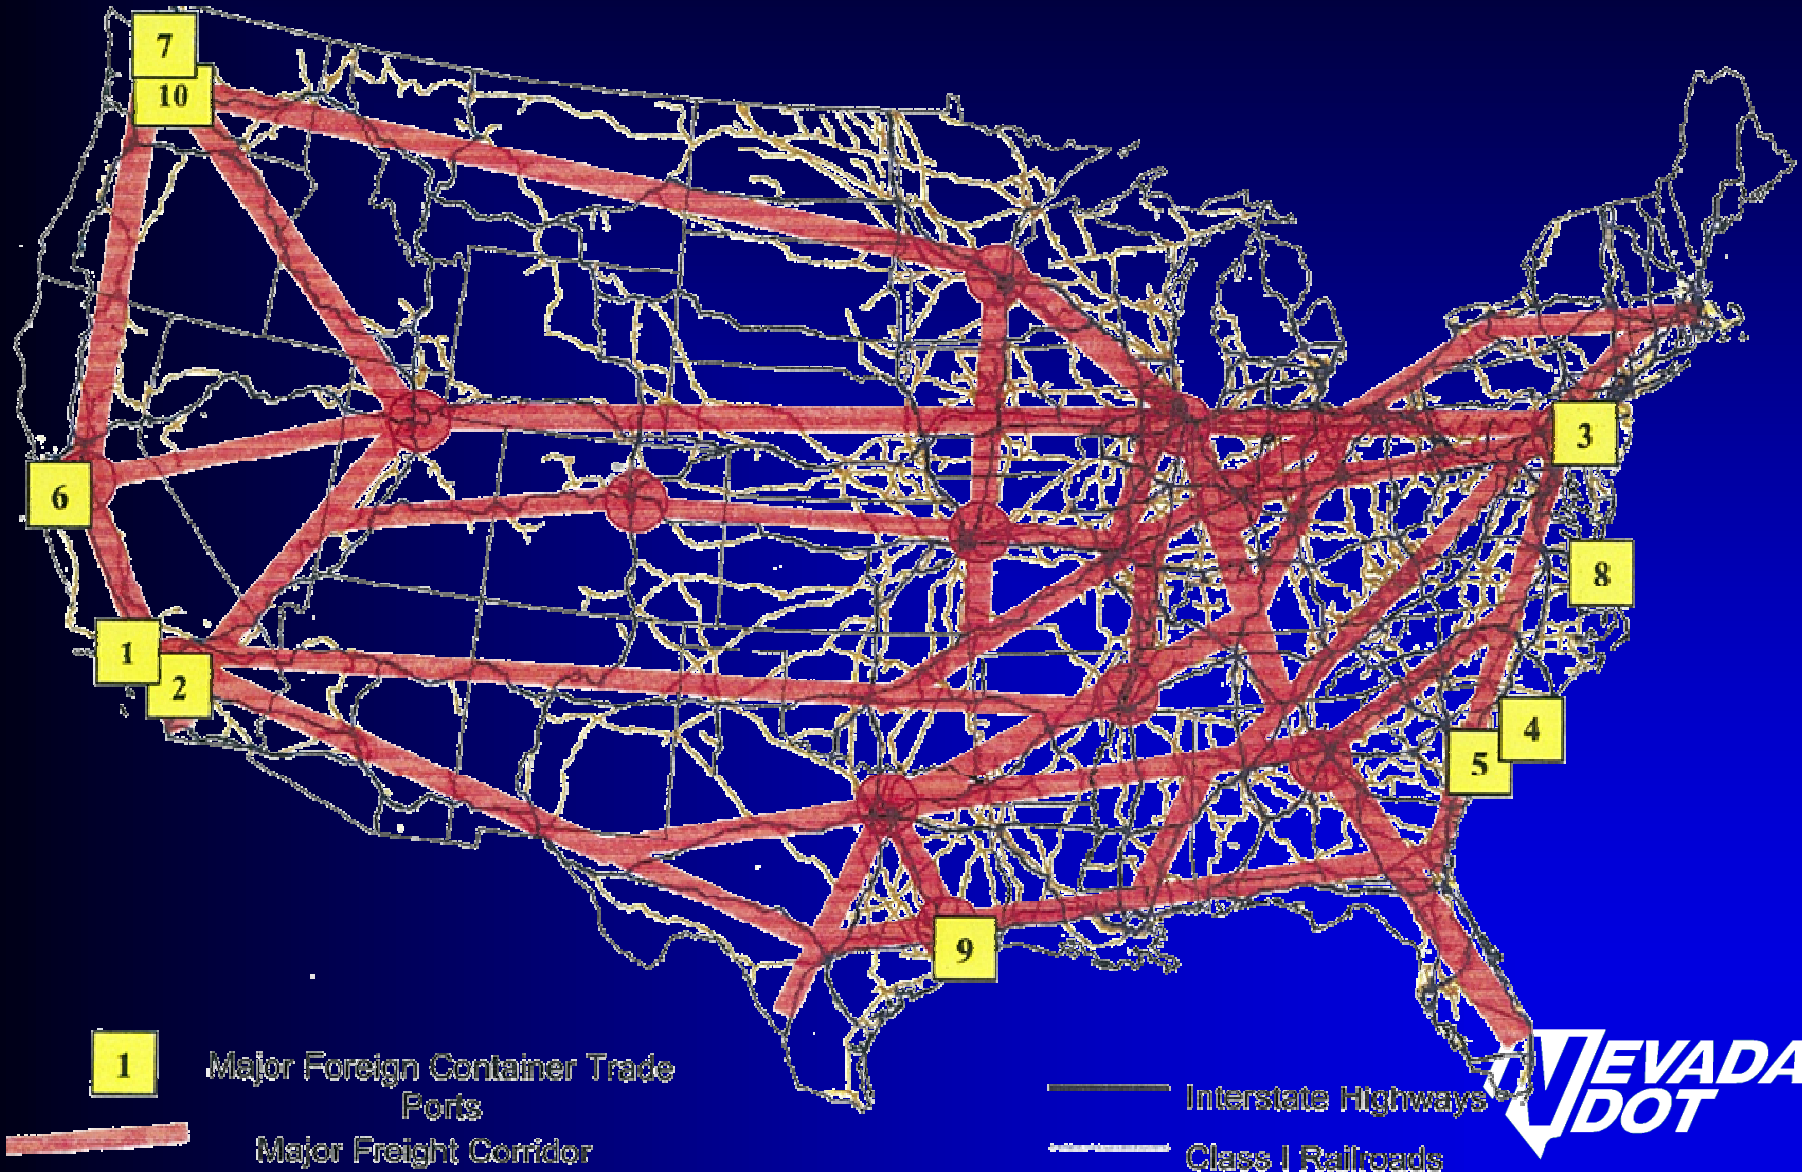 7
10
3
6
8
1
2
4
5
9
1
Major Foreign Container Trade
Ports
Major Freight Corridor
Interstate Highways
Class I Railroads
NEVADA
DOT